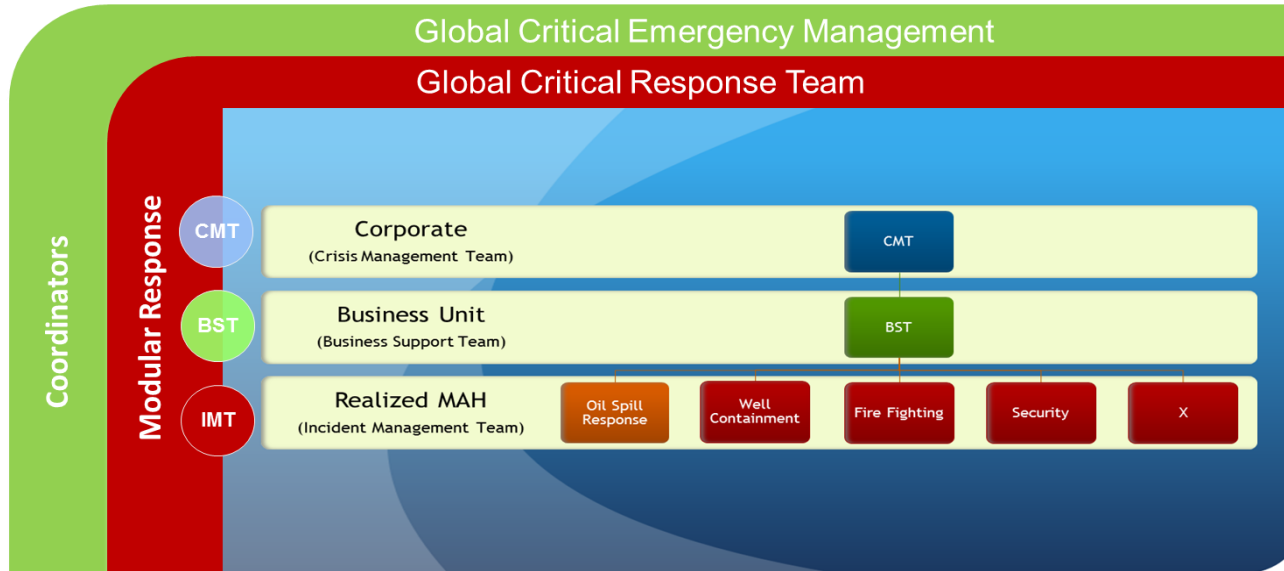 Global Critical Emergency Management
Global Critical Response Team
Coordinators
Modular Response
CMT
Corporate
(Crisis Management Team)
CMT
BST
Business Unit
(Business Support Team)
BST
IMT
Realized MAH
(Incident Management Team)
Oil Spill
Response
Well
Containment
Fire Fighting
Security
X